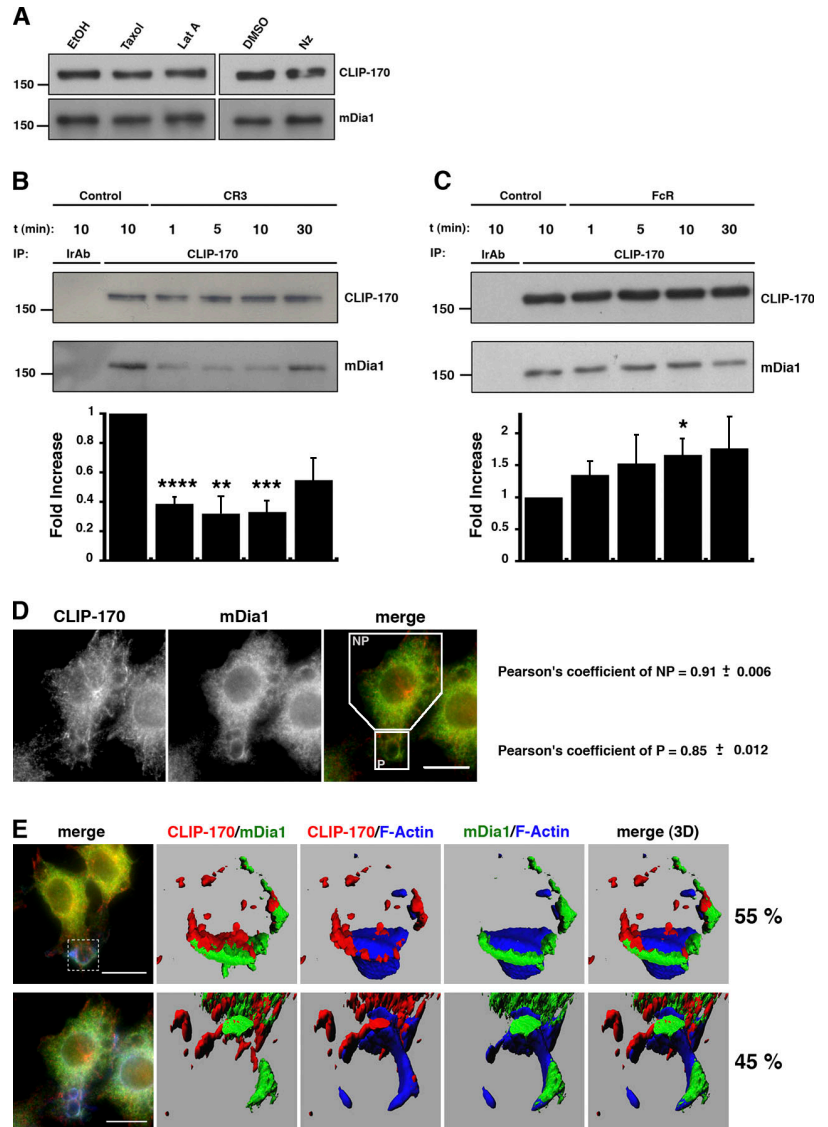 A
EtOH Taxol Lat A DMSO Nz
CLIP-170
150
mDia1
150
B
Control CR3
t (min): 10 10 1 5 10 30
IP: IrAb CLIP-170
CLIP-170
150
mDia1
150
Fold Increase
1
0.8
0.6
0.4
0.2
0
**** ** ***
C
Control FcR
t (min): 10 10 1 5 10 30
IP: IrAb CLIP-170
CLIP-170
150
mDia1
150
Fold Increase
2
1.5
1
0.5
0
*
D
CLIP-170 mDia1 merge
NP
P
Pearson's coefficient of NP = 0.91 ± 0.006
Pearson's coefficient of P = 0.85 ± 0.012
E
merge CLIP-170/mDia1 CLIP-170/F-Actin mDia1/F-Actin merge (3D)
55 %
45 %